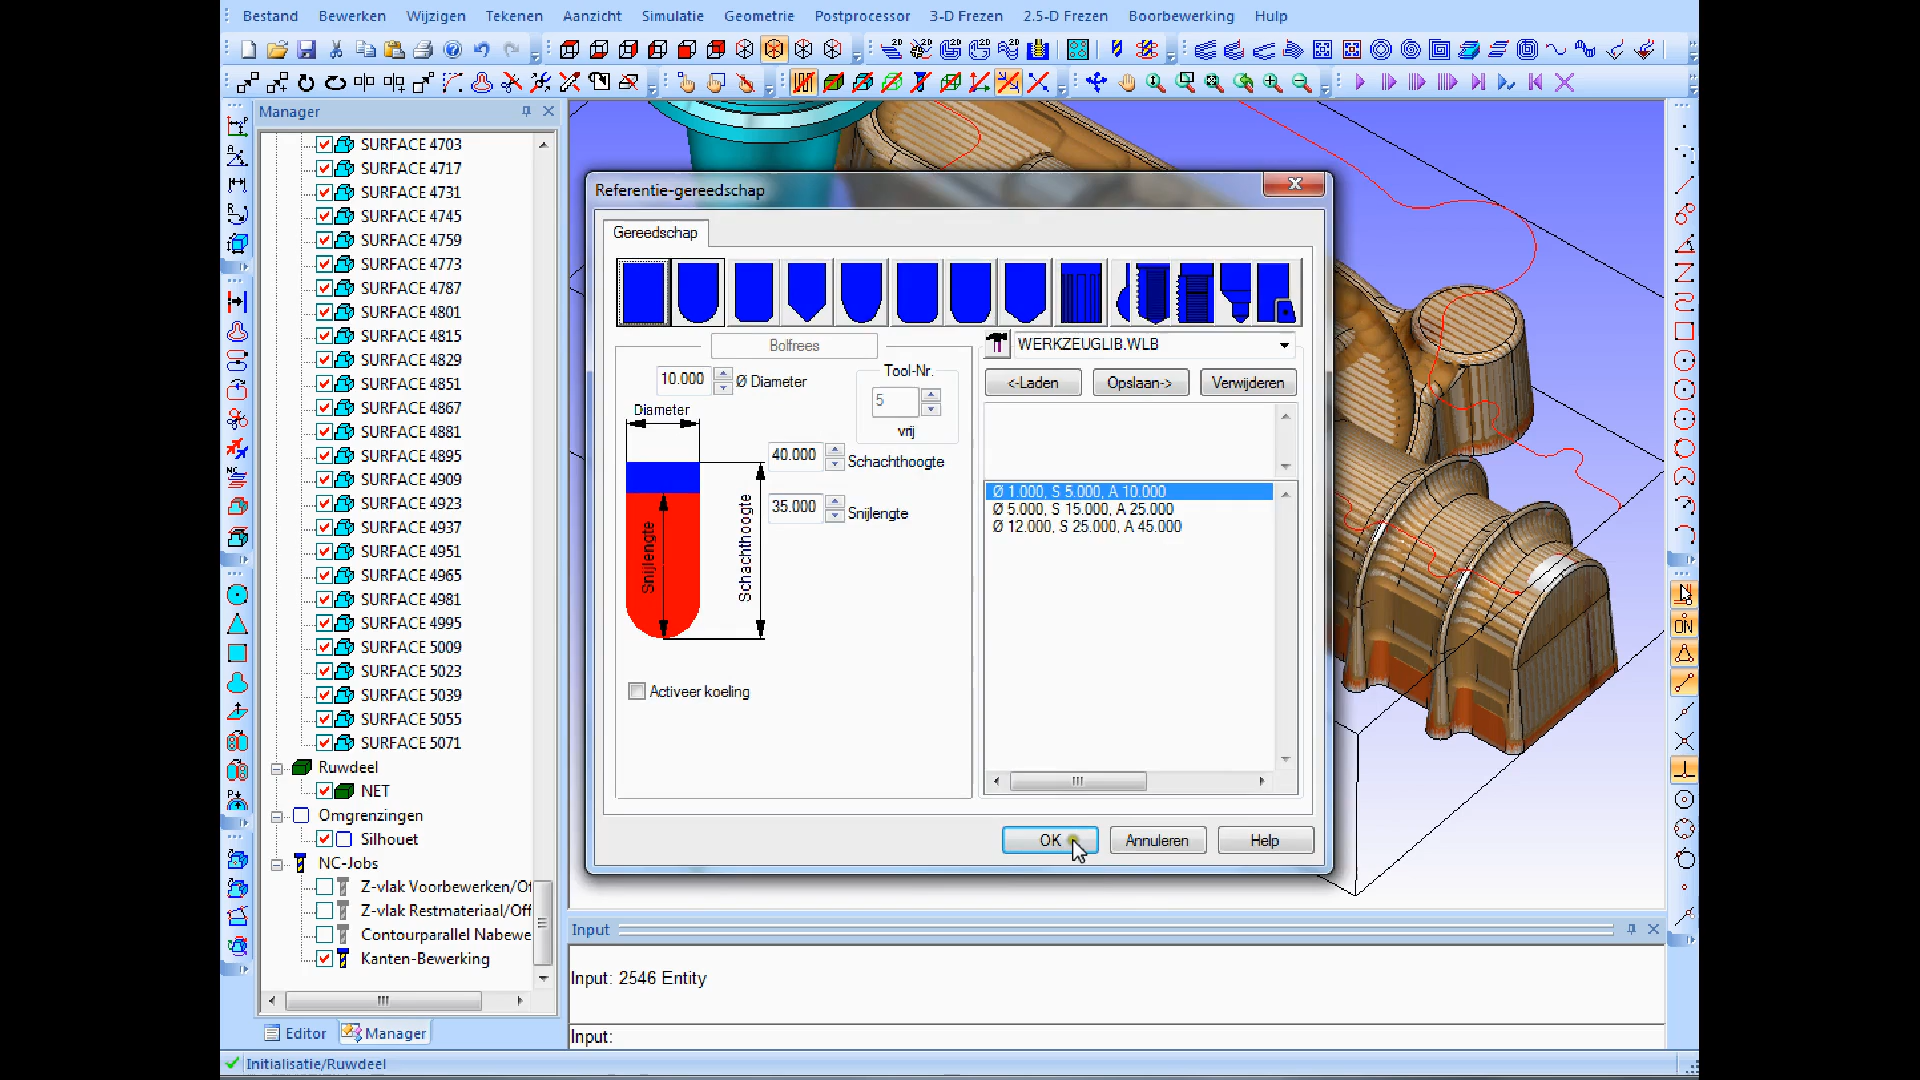 Bestand Bewerken Wijzigen Tekenen Aanzicht Simulatie Geometrie Postprocessor 3-D Frezen 2.5-D Frezen Boorbewerking Hulp
Manager
SURFACE 4703
SURFACE 4717
SURFACE 4731
SURFACE 4745
SURFACE 4759
SURFACE 4773
SURFACE 4787
SURFACE 4801
SURFACE 4815
SURFACE 4829
SURFACE 4851
SURFACE 4867
SURFACE 4881
SURFACE 4895
SURFACE 4909
SURFACE 4923
SURFACE 4937
SURFACE 4951
SURFACE 4965
SURFACE 4981
SURFACE 4995
SURFACE 5009
SURFACE 5023
SURFACE 5039
SURFACE 5055
SURFACE 5071
Ruwdeel
NET
Omgrenzingen
Silhouet
NC-Jobs
Z-vlak Voorbewerken/Of
Z-vlak Restmateriaal/Off
Contourparallel Nabewe
Kanten-Bewerking
Editor Manager
Initialisatie/Ruwdeel
Referentie-gereedschap
Gereedschap
Bolfrees
10.000 Ø Diameter
Tool-Nr.
5
vrij
Diameter
40.000 Schachthoogte
35.000 Snijlengte
Snijlengte
Schachthoogte
Activeer koeling
WERKZEUGLIB.WLB
<-Laden Opslaan-> Verwijderen
Ø 1.000, S 5.000, A 10.000
Ø 5.000, S 15.000, A 25.000
Ø 12.000, S 25.000, A 45.000
OK Annuleren Help
Input
Input: 2546 Entity
Input:
ON